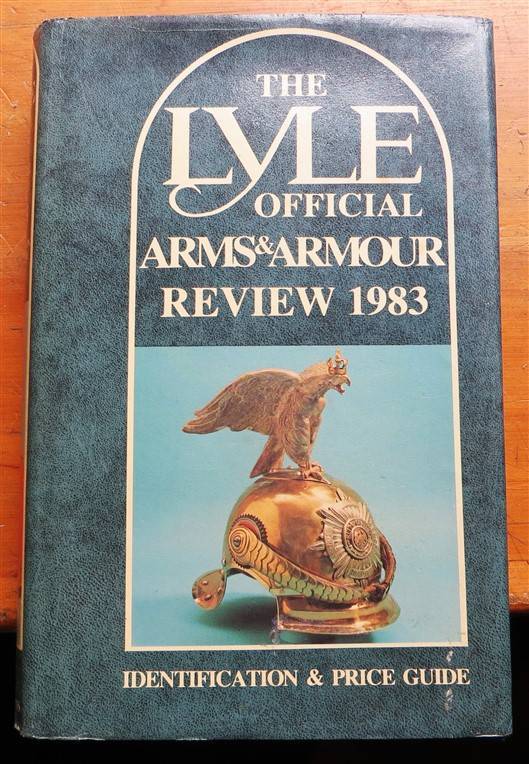 THE
LYLE
OFFICIAL
ARMS & ARMOUR
REVIEW 1983
IDENTIFICATION & PRICE GUIDE